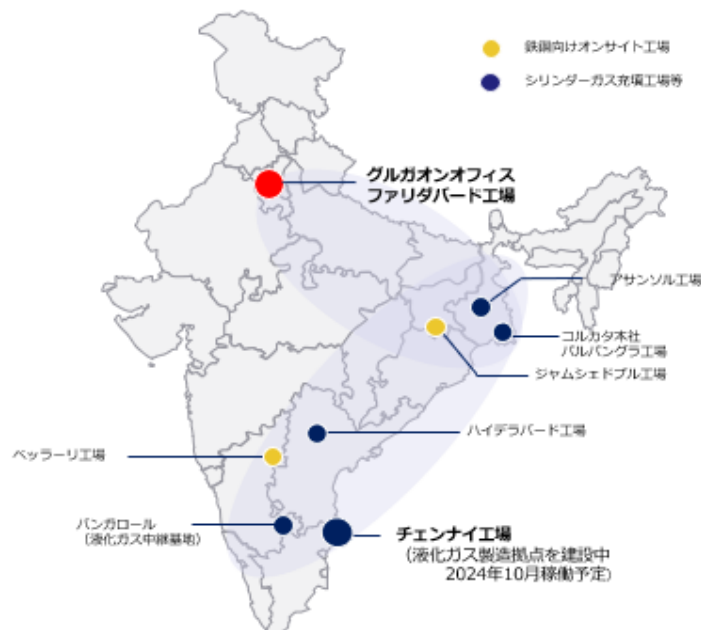 鉄鋼向けオンサイト工場
シリンダーガス充填工場等
グルガオンオフィス
ファリダバード工場
アサンソル工場
コルカタ本社
パルパングラ工場
ジャムシェドプル工場
ハイデラバード工場
ベッラーリ工場
バンガロール
（液化ガス中継基地）
チェンナイ工場
（液化ガス製造拠点を建設中
2024年10月稼働予定)